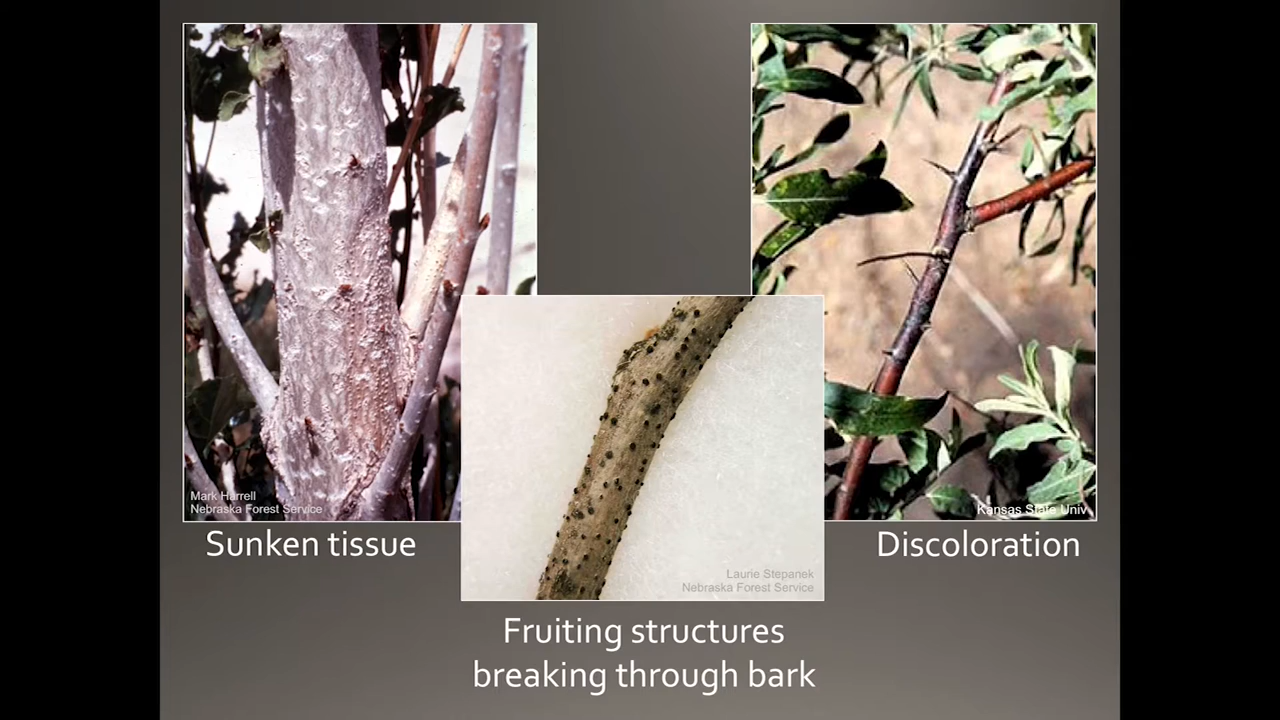 Mark Harrell
Nebraska Forest Service
Kansas State Univ.
Sunken tissue
Discoloration
Laurie Stepanek
Nebraska Forest Service
Fruiting structures
breaking through bark